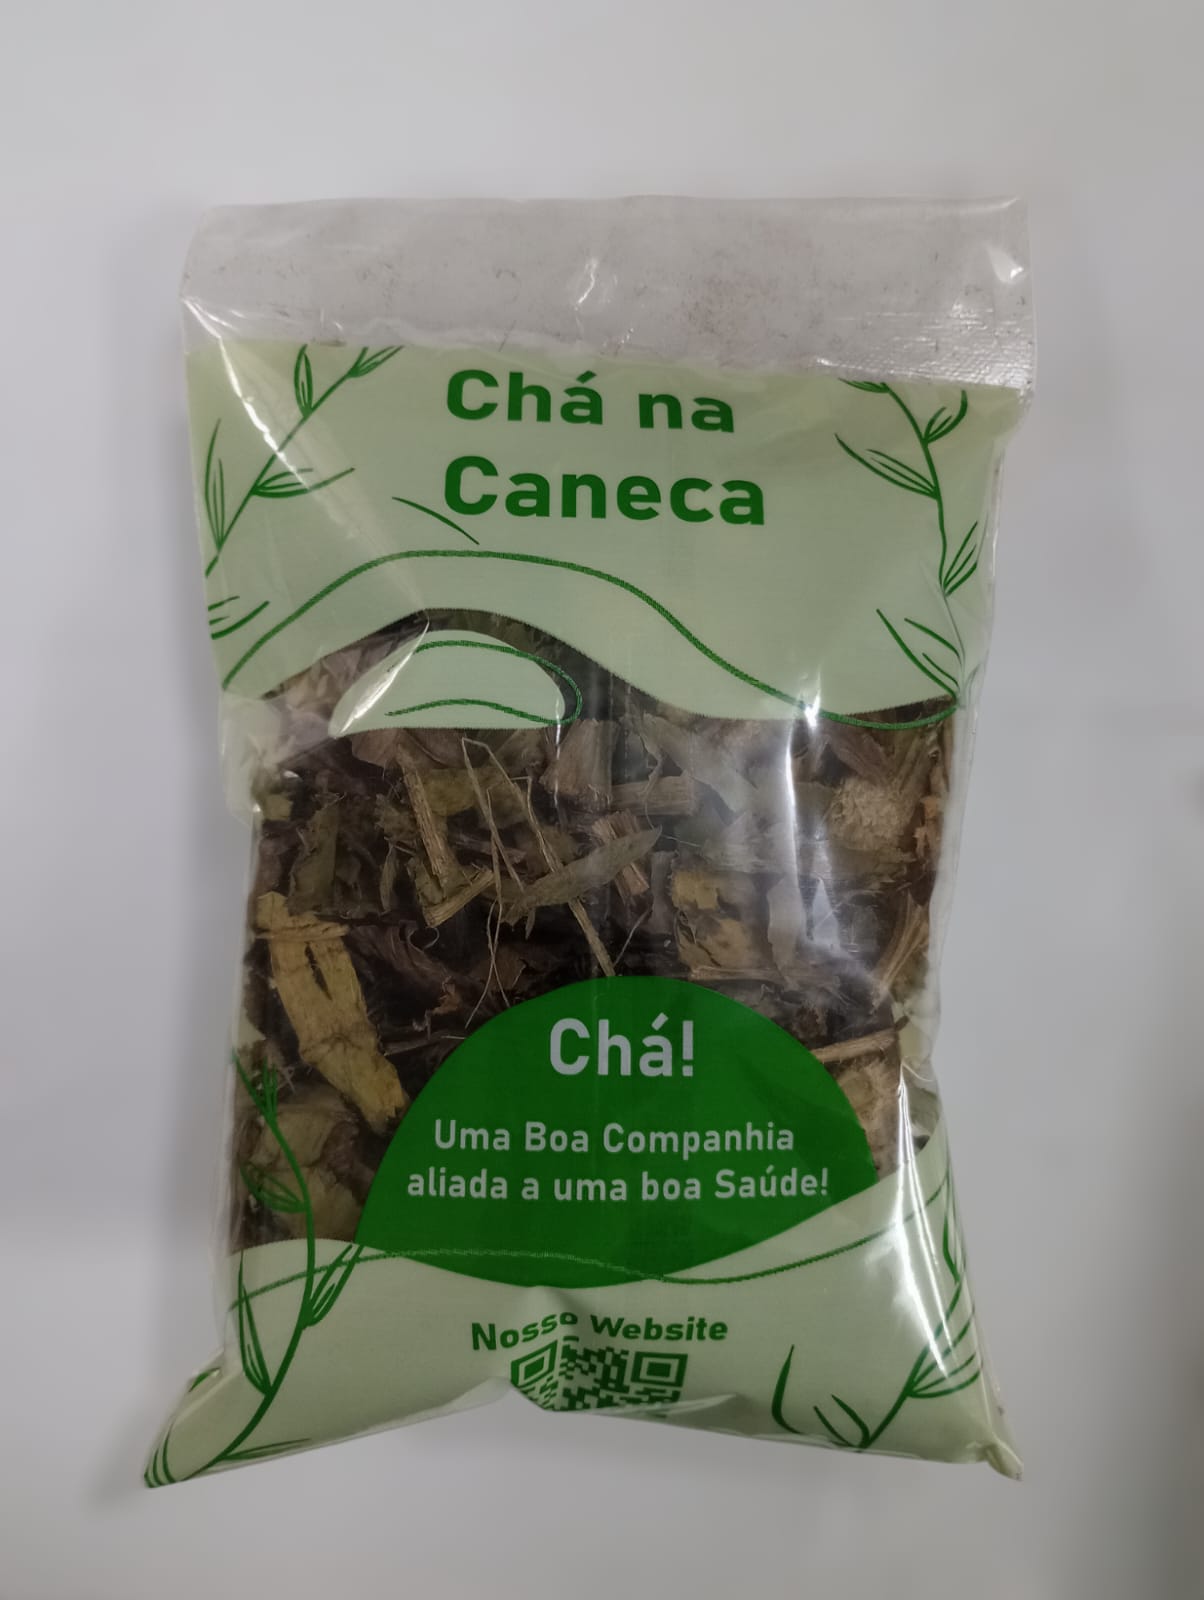 Chá na
Caneca
Chá!
Uma Boa Companhia
aliada a uma boa Saúde!
Nosso Website